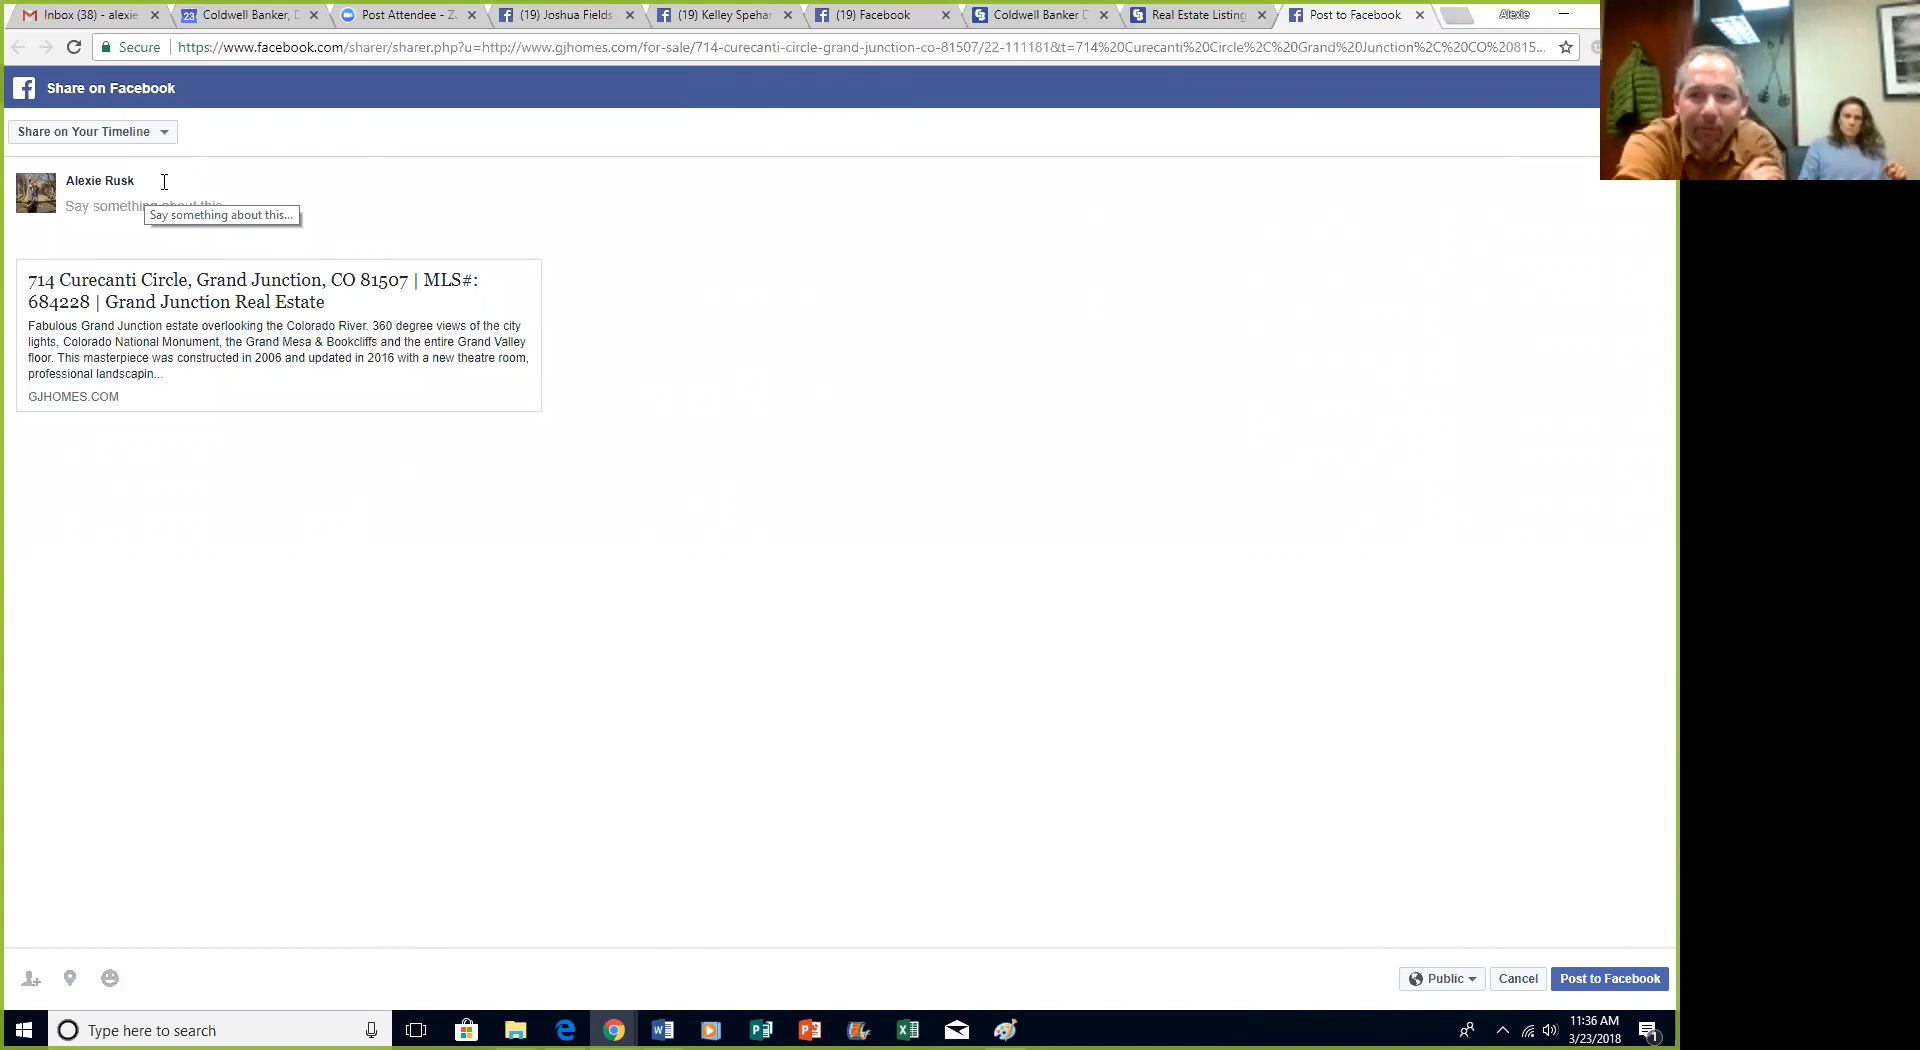 Inbox (38) - alexie
23 Coldwell Banker, D
Post Attendee - Z
(19) Joshua Fields
(19) Kelley Spehar
(19) Facebook
Coldwell Banker D
Real Estate Listing
Post to Facebook
Alexie
Secure
https://www.facebook.com/sharer/sharer.php?u=http://www.gjhomes.com/for-sale/714-curecanti-circle-grand-junction-co-81507/22-111181&t=714%20Curecanti%20Circle%2C%20Grand%20Junction%2C%20CO%20815...
Share on Facebook
Share on Your Timeline
Alexie Rusk
Say something about this...
Say something about this...
714 Curecanti Circle, Grand Junction, CO 81507 | MLS#:
684228 | Grand Junction Real Estate
Fabulous Grand Junction estate overlooking the Colorado River. 360 degree views of the city
lights, Colorado National Monument, the Grand Mesa & Bookcliffs and the entire Grand Valley
floor. This masterpiece was constructed in 2006 and updated in 2016 with a new theatre room,
professional landscapin...
GJHOMES.COM
Public
Cancel
Post to Facebook
Type here to search
11:36 AM
3/23/2018
1